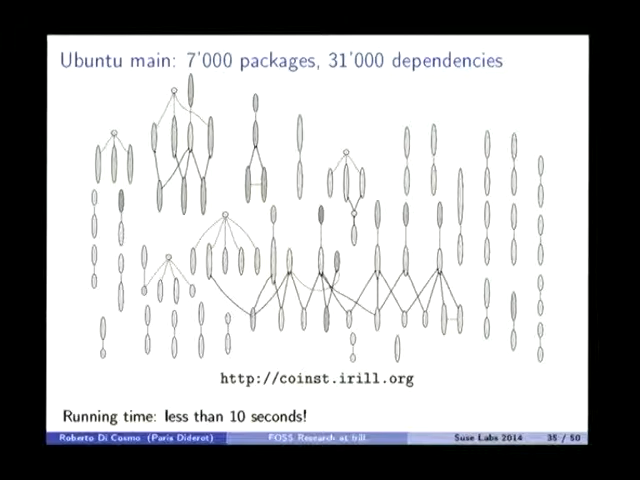 Ubuntu main: 7'000 packages, 31'000 dependencies
http://coinst.irill.org
Running time: less than 10 seconds!
Roberto Di Cosmo (Paris Diderot) FOSS Research at Irill Suse Labs 2014 35 / 50